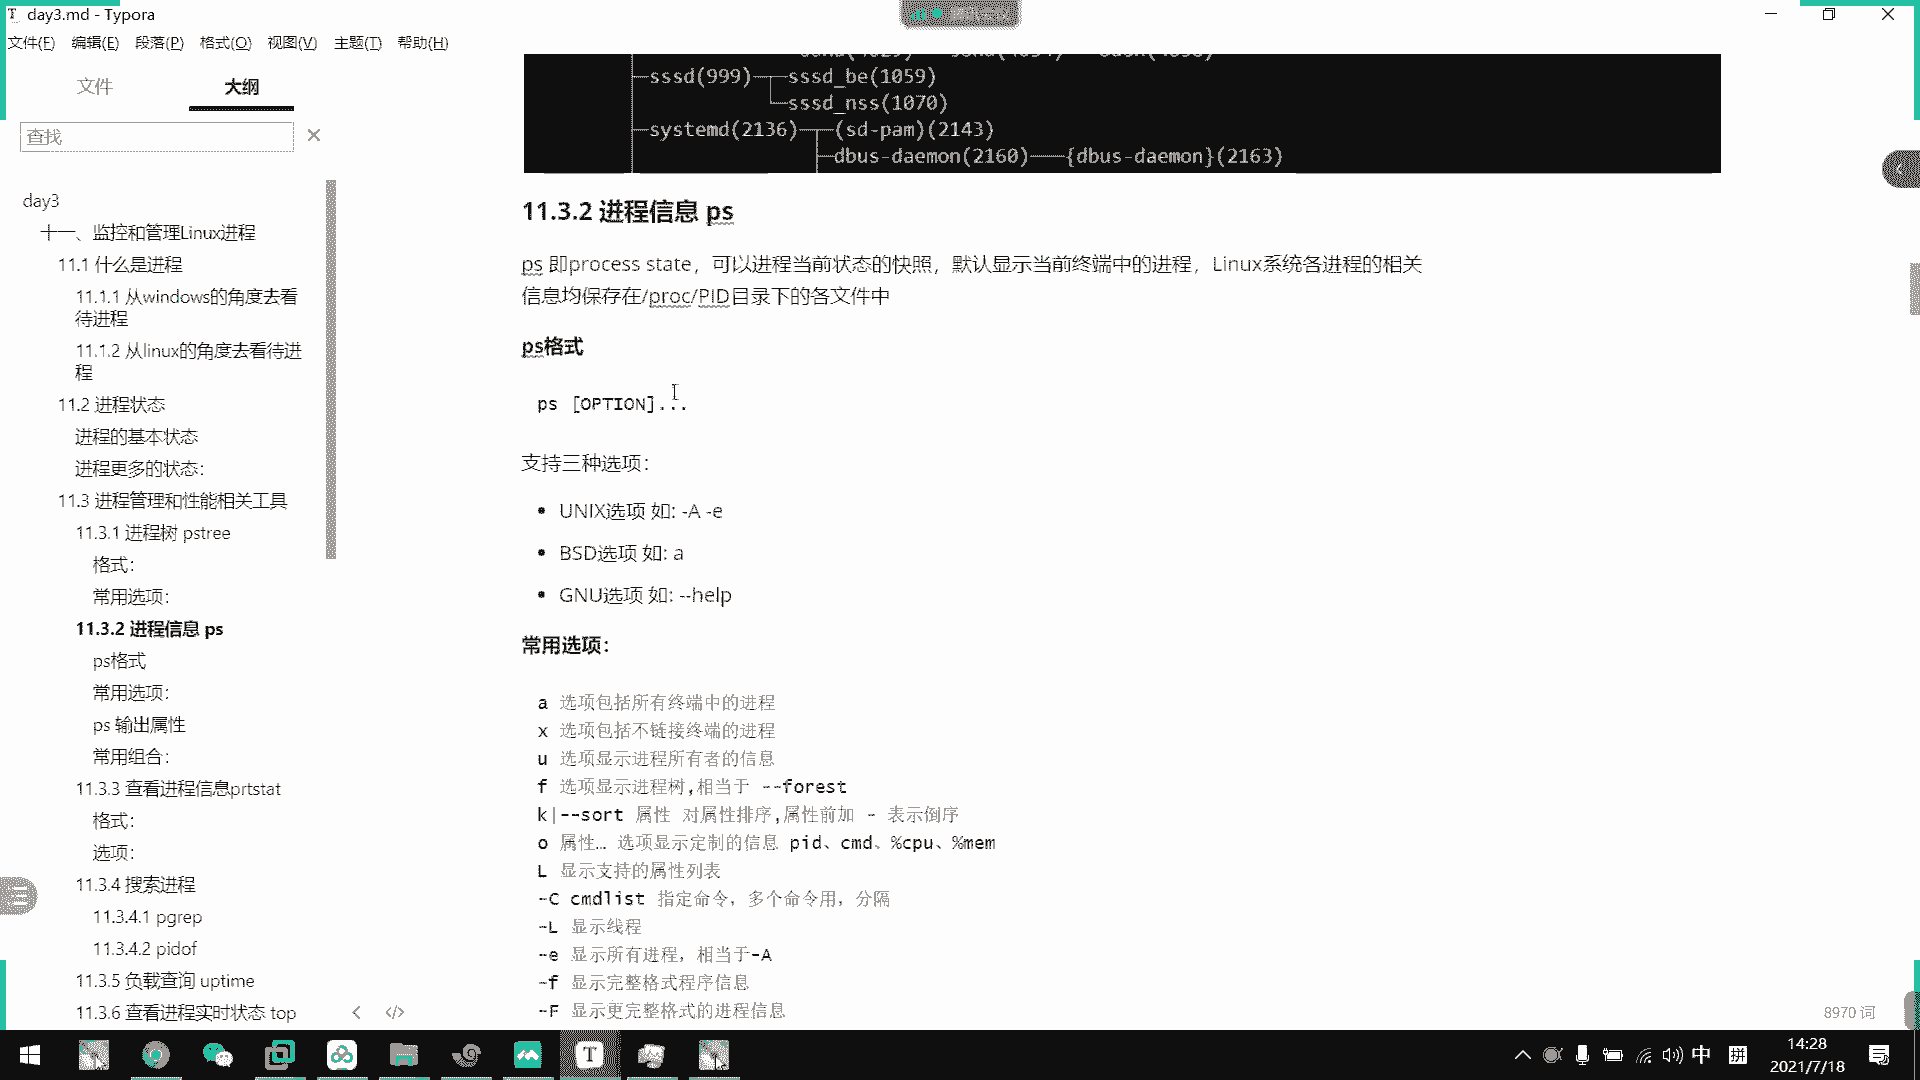 day3.md - Typora
文件(F) 编辑(E) 段落(P) 格式(O) 视图(V) 主题(T) 帮助(H)
文件 大纲
查找
day3
十一、监控和管理Linux进程
11.1 什么是进程
11.1.1 从windows的角度去看
待进程
11.1.2 从linux的角度去看待进
程
11.2 进程状态
进程的基本状态
进程更多的状态：
11.3 进程管理和性能相关工具
11.3.1 进程树 pstree
格式：
常用选项：
11.3.2 进程信息 ps
ps格式
常用选项：
ps 输出属性
常用组合：
11.3.3 查看进程信息prtstat
格式：
选项：
11.3.4 搜索进程
11.3.4.1 pgrep
11.3.4.2 pidof
11.3.5 负载查询 uptime
11.3.6 查看进程实时状态 top
├─sssd(999)─┬─sssd_be(1059)
└─sssd_nss(1070)
├─systemd(2136)─┬─(sd-pam)(2143)
├─dbus-daemon(2160)───{dbus-daemon}(2163)
11.3.2 进程信息 ps
ps 即process state，可以进程当前状态的快照，默认显示当前终端中的进程，Linux系统各进程的相关
信息均保存在/proc/PID目录下的各文件中
ps格式
ps [OPTION]...
支持三种选项：
• UNIX选项 如: -A -e
• BSD选项 如: a
• GNU选项 如: --help
常用选项：
a 选项包括所有终端中的进程
x 选项包括不链接终端的进程
u 选项显示进程所有者的信息
f 选项显示进程树,相当于 --forest
k|--sort 属性 对属性排序,属性前加 - 表示倒序
o 属性… 选项显示定制的信息 pid、cmd、%cpu、%mem
L 显示支持的属性列表
-C cmdlist 指定命令，多个命令用，分隔
-L 显示线程
-e 显示所有进程，相当于-A
-f 显示完整格式程序信息
-F 显示更完整格式的进程信息
8970 词
中 拼
14:28
2021/7/18